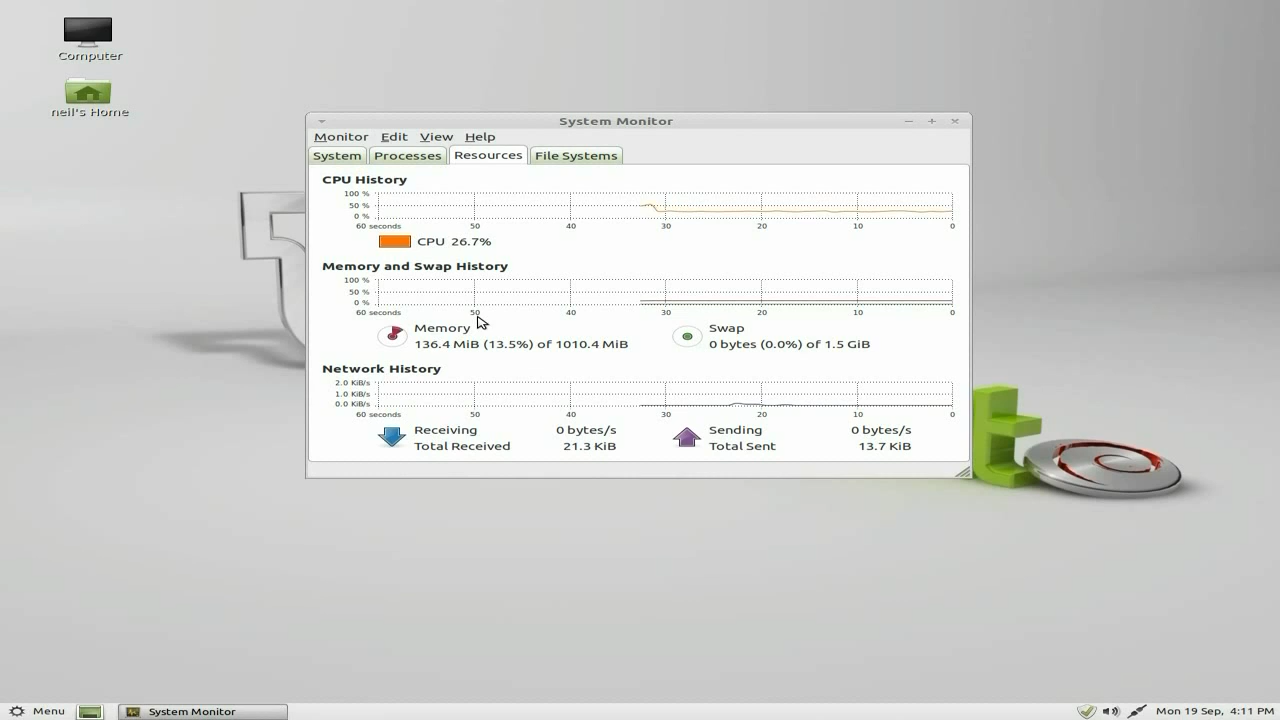 Computer
neil's Home
System Monitor
Monitor Edit View Help
System Processes Resources File Systems
CPU History
100 %
50 %
0 %
60 seconds 50 40 30 20 10 0
CPU 26.7%
Memory and Swap History
100 %
50 %
0 %
60 seconds 50 40 30 20 10 0
Memory
136.4 MiB (13.5%) of 1010.4 MiB
Swap
0 bytes (0.0%) of 1.5 GiB
Network History
2.0 KiB/s
1.0 KiB/s
0.0 KiB/s
60 seconds 50 40 30 20 10 0
Receiving 0 bytes/s
Total Received 21.3 KiB
Sending 0 bytes/s
Total Sent 13.7 KiB
Menu System Monitor Mon 19 Sep, 4:11 PM